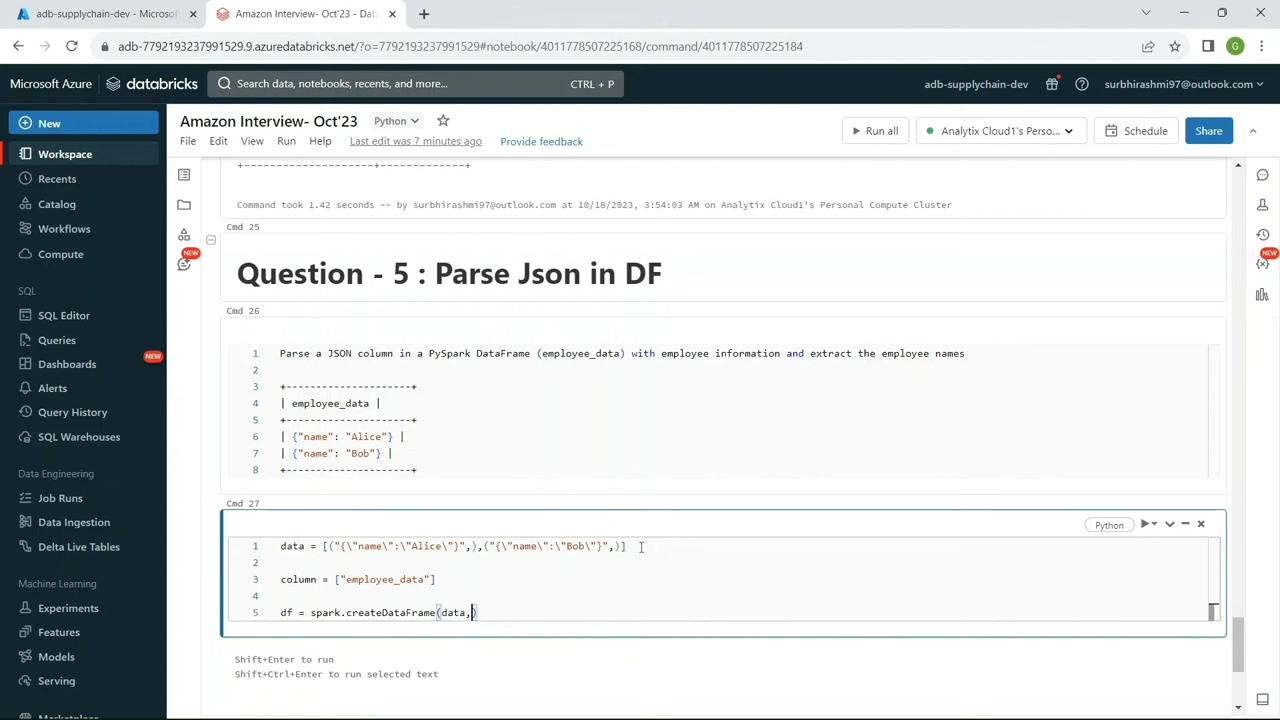 adb-supplychain-dev - Microsof
Amazon Interview- Oct'23 - Dat
adb-7792193237991529.9.azuredatabricks.net/?o=7792193237991529#notebook/4011778507225168/command/4011778507225184
G
Microsoft Azure
databricks
Search data, notebooks, recents, and more...
CTRL + P
adb-supplychain-dev
surbhirashmi97@outlook.com
New
Workspace
Recents
Catalog
Workflows
Compute
SQL
SQL Editor
Queries
Dashboards
NEW
Alerts
Query History
SQL Warehouses
Data Engineering
Job Runs
Data Ingestion
Delta Live Tables
Machine Learning
Experiments
Features
Models
Serving
Marketplace
Amazon Interview- Oct'23
Python
File Edit View Run Help Last edit was 7 minutes ago Provide feedback
Run all
Analytix Cloud1's Perso...
Schedule
Share
NEW
NEW
+--------------------+-------------+
Command took 1.42 seconds -- by surbhirashmi97@outlook.com at 10/18/2023, 3:54:03 AM on Analytix Cloud1's Personal Compute Cluster
Cmd 25
Question - 5 : Parse Json in DF
Cmd 26
1 Parse a JSON column in a PySpark DataFrame (employee_data) with employee information and extract the employee names
2
3 +---------------------+
4 | employee_data |
5 +---------------------+
6 | {"name": "Alice"} |
7 | {"name": "Bob"} |
8 +---------------------+
Cmd 27
Python
1 data = [("{\"name\":\"Alice\"}",),("{\"name\":\"Bob\"}",)]
2
3 column = ["employee_data"]
4
5 df = spark.createDataFrame(data,)
Shift+Enter to run
Shift+Ctrl+Enter to run selected text